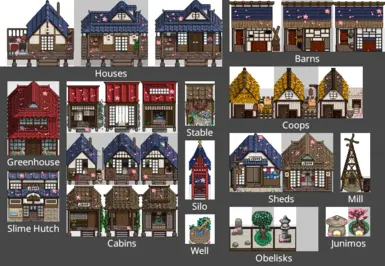 Houses
Barns
Greenhouse
Stable
Coops
Slime Hutch
Cabins
Silo
Well
Sheds
Mill
Obelisks
Junimos